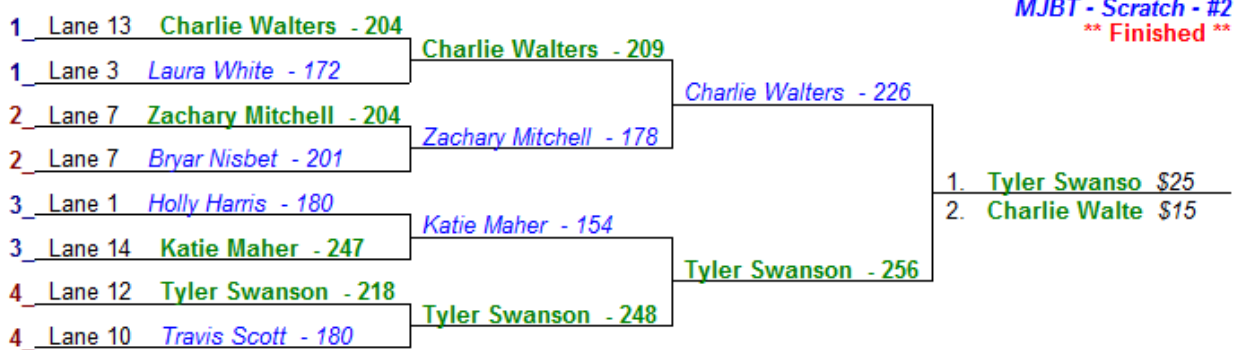 MJBT - Scratch - #2
** Finished **
1_ Lane 13 Charlie Walters - 204
1_ Lane 3 Laura White - 172
2_ Lane 7 Zachary Mitchell - 204
2_ Lane 7 Bryar Nisbet - 201
3_ Lane 1 Holly Harris - 180
3_ Lane 14 Katie Maher - 247
4_ Lane 12 Tyler Swanson - 218
4_ Lane 10 Travis Scott - 180
Charlie Walters - 209
Zachary Mitchell - 178
Katie Maher - 154
Tyler Swanson - 248
Charlie Walters - 226
Tyler Swanson - 256
1. Tyler Swanso $25
2. Charlie Walte $15